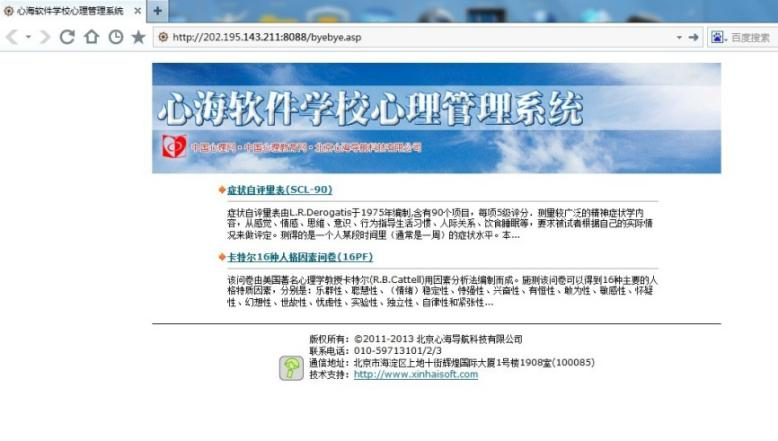 心海软件学校心理管理系统
http://202.195.143.211:8088/byebye.asp
百度搜索
心海软件学校心理管理系统
中国心理网·中国心理教育网·北京心海导航科技有限公司
症状自评量表(SCL-90)
症状自评量表由L.R.Derogatis于1975年编制,含有90个项目，每项5级评分，测量较广泛的精神症状学内
容，从感觉、情感、思维、意识、行为指导生活习惯、人际关系、饮食睡眠等，要求被试者根据自己的实际情
况来做评定。测得的是一个人某段时间里（通常是一周）的症状水平。本...
卡特尔16种人格因素问卷(16PF)
该问卷由美国著名心理学教授卡特尔(R.B.Cattell)用因素分析法编制而成。施测该问卷可以得到16种主要的人
格特质因素，分别是：乐群性、聪慧性、（情绪）稳定性、恃强性、兴奋性、有恒性、敢为性、敏感性、怀疑
性、幻想性、世故性、忧虑性、实验性、独立性、自律性和紧张性...
版权所有：©2011-2013 北京心海导航科技有限公司
联系电话：010-59713101/2/3
通信地址：北京市海淀区上地十街辉煌国际大厦1号楼1908室(100085)
技术支持：http://www.xinhaisoft.com